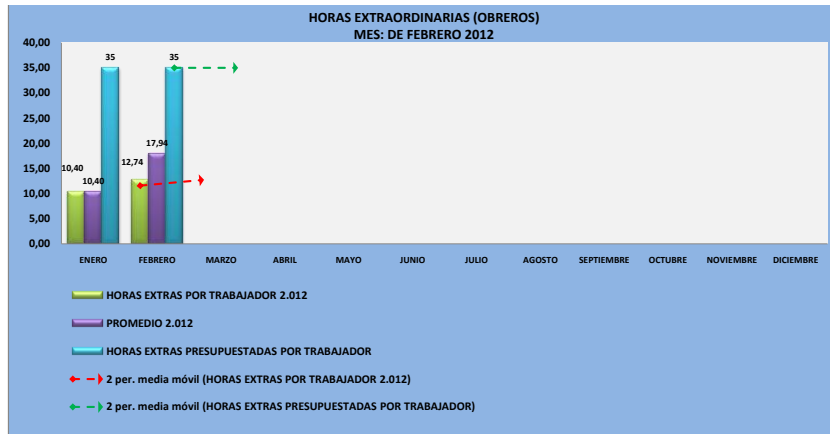 HORAS EXTRAORDINARIAS (OBREROS)
MES: DE FEBRERO 2012
40,00
35,00
30,00
25,00
20,00
15,00
10,00
5,00
0,00
10,40
10,40
35
12,74
17,94
35
ENERO FEBRERO MARZO ABRIL MAYO JUNIO JULIO AGOSTO SEPTIEMBRE OCTUBRE NOVIEMBRE DICIEMBRE
HORAS EXTRAS POR TRABAJADOR 2.012
PROMEDIO 2.012
HORAS EXTRAS PRESUPUESTADAS POR TRABAJADOR
2 per. media móvil (HORAS EXTRAS POR TRABAJADOR 2.012)
2 per. media móvil (HORAS EXTRAS PRESUPUESTADAS POR TRABAJADOR)